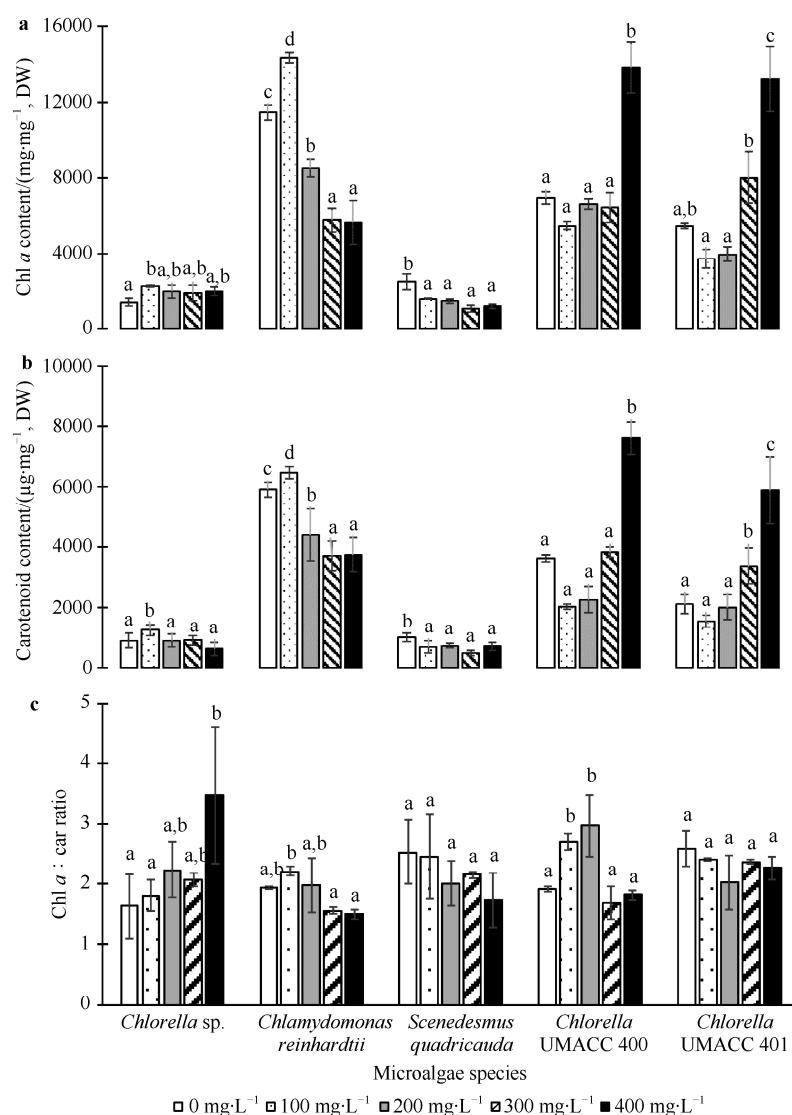 a
16000
12000
8000
4000
0
Chl a content/(mg·mg⁻¹, DW)
a b a,b a,b a,b
c d b a a
b a a a a
a a a a b
a,b a a b c
b
10000
8000
6000
4000
2000
0
Carotenoid content/(μg·mg⁻¹, DW)
a b a a a
c d b a a
b a a a a
a a a a b
a a a b c
c
5
4
3
2
1
0
Chl a : car ratio
a a a,b a,b b
a,b b a,b a a
a a a a a
a b b a a
a a a a a
Chlorella sp.
Chlamydomonas
reinhardtii
Scenedesmus
quadricauda
Chlorella
UMACC 400
Chlorella
UMACC 401
Microalgae species
0 mg·L⁻¹ 100 mg·L⁻¹ 200 mg·L⁻¹ 300 mg·L⁻¹ 400 mg·L⁻¹